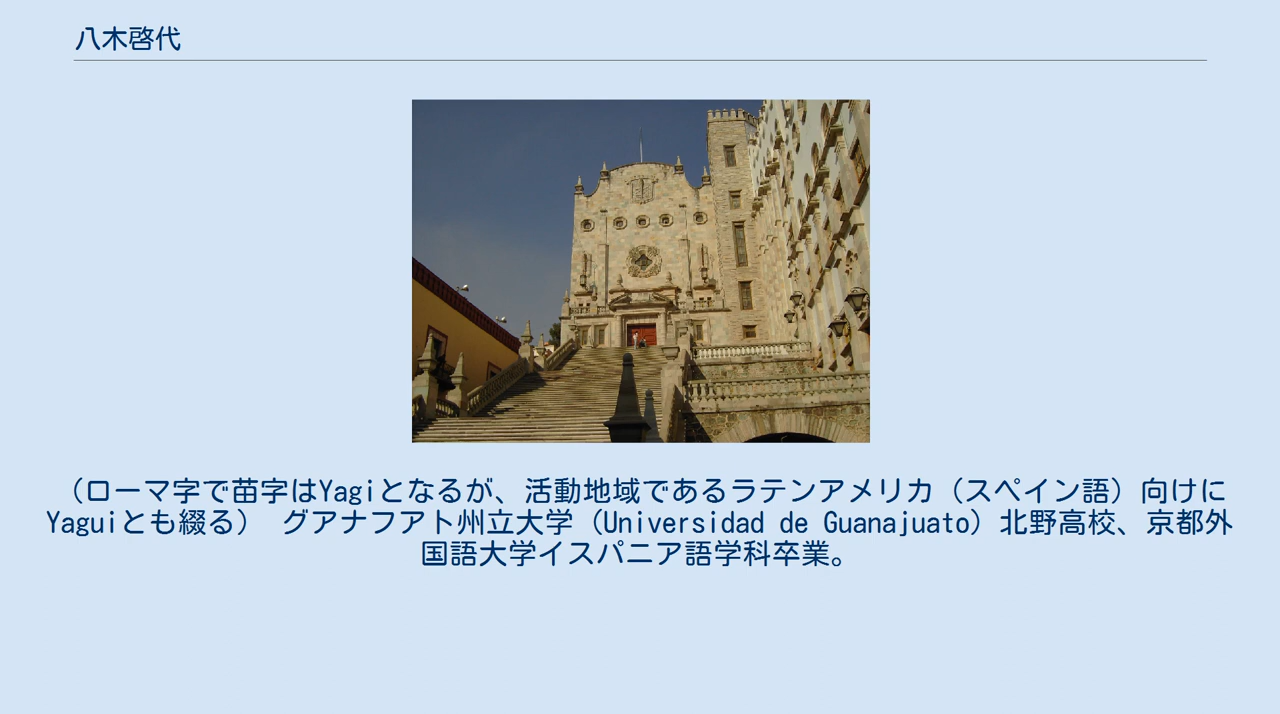 八木啓代
（ローマ字で苗字はYagiとなるが、活動地域であるラテンアメリカ（スペイン語）向けに
Yaguiとも綴る） グアナフアト州立大学（Universidad de Guanajuato）北野高校、京都外
国語大学イスパニア語学科卒業。